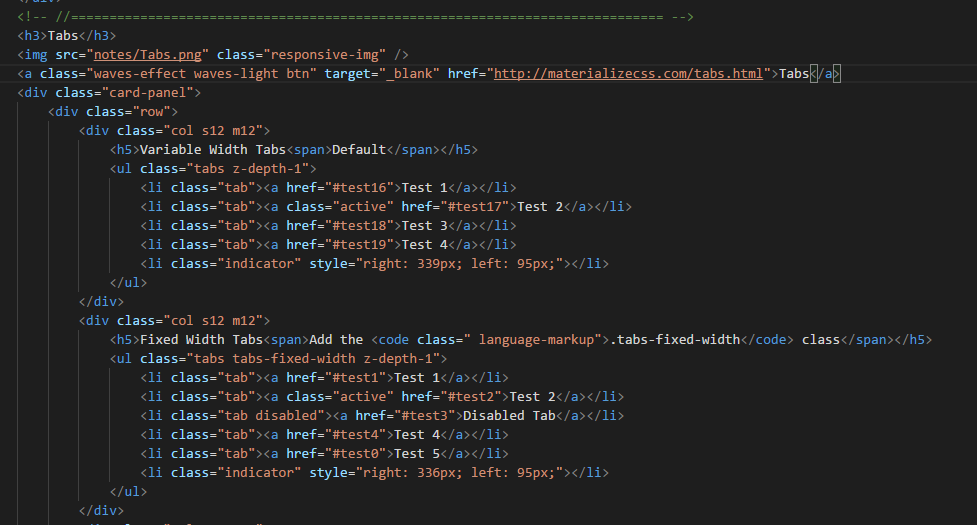 </div>
<!-- //============================================================================ -->
<h3>Tabs</h3>
<img src="notes/Tabs.png" class="responsive-img" />
<a class="waves-effect waves-light btn" target="_blank" href="http://materializecss.com/tabs.html">Tabs</a>
<div class="card-panel">
    <div class="row">
        <div class="col s12 m12">
            <h5>Variable Width Tabs<span>Default</span></h5>
            <ul class="tabs z-depth-1">
                <li class="tab"><a href="#test16">Test 1</a></li>
                <li class="tab"><a class="active" href="#test17">Test 2</a></li>
                <li class="tab"><a href="#test18">Test 3</a></li>
                <li class="tab"><a href="#test19">Test 4</a></li>
                <li class="indicator" style="right: 339px; left: 95px;"></li>
            </ul>
        </div>
        <div class="col s12 m12">
            <h5>Fixed Width Tabs<span>Add the <code class=" language-markup">.tabs-fixed-width</code> class</span></h5>
            <ul class="tabs tabs-fixed-width z-depth-1">
                <li class="tab"><a href="#test1">Test 1</a></li>
                <li class="tab"><a class="active" href="#test2">Test 2</a></li>
                <li class="tab disabled"><a href="#test3">Disabled Tab</a></li>
                <li class="tab"><a href="#test4">Test 4</a></li>
                <li class="tab"><a href="#test0">Test 5</a></li>
                <li class="indicator" style="right: 336px; left: 95px;"></li>
            </ul>
        </div>